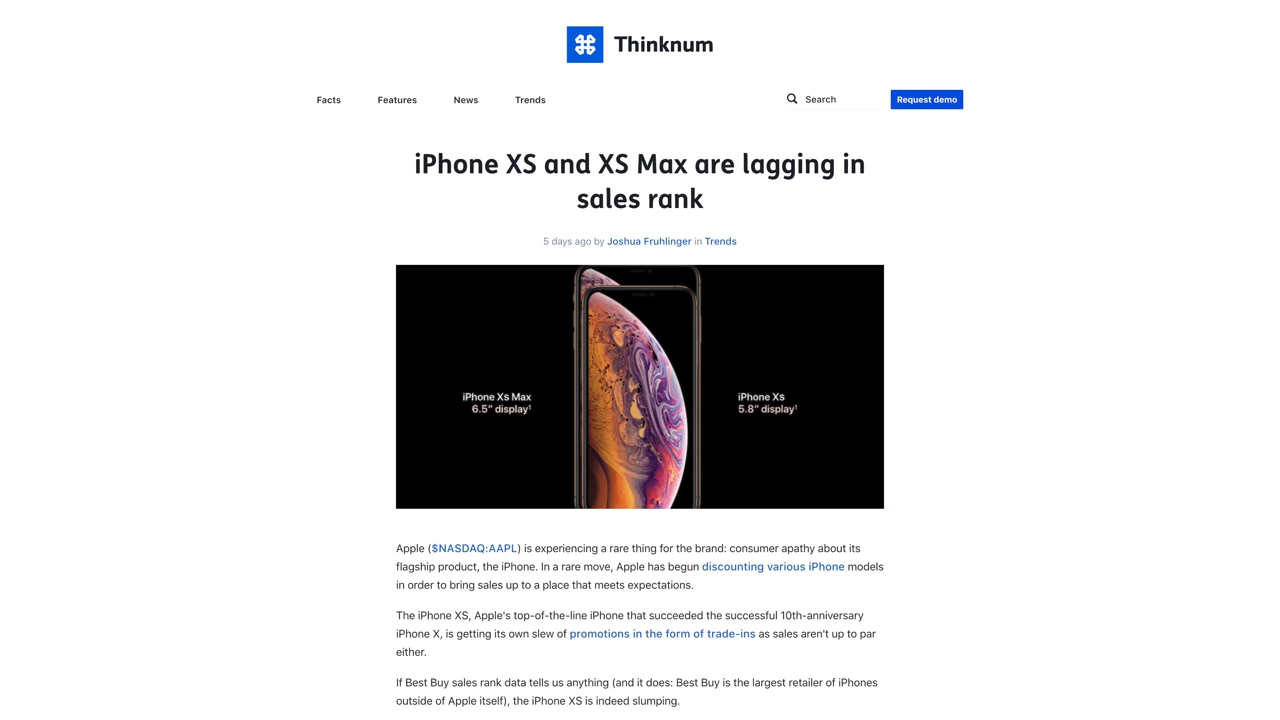 Thinknum
Facts
Features
News
Trends
Search
Request demo
iPhone XS and XS Max are lagging in
sales rank
5 days ago by Joshua Fruhlinger in Trends
iPhone Xs Max
6.5" display¹
iPhone Xs
5.8" display¹
Apple ($NASDAQ:AAPL) is experiencing a rare thing for the brand: consumer apathy about its
flagship product, the iPhone. In a rare move, Apple has begun discounting various iPhone models
in order to bring sales up to a place that meets expectations.
The iPhone XS, Apple's top-of-the-line iPhone that succeeded the successful 10th-anniversary
iPhone X, is getting its own slew of promotions in the form of trade-ins as sales aren't up to par
either.
If Best Buy sales rank data tells us anything (and it does: Best Buy is the largest retailer of iPhones
outside of Apple itself), the iPhone XS is indeed slumping.